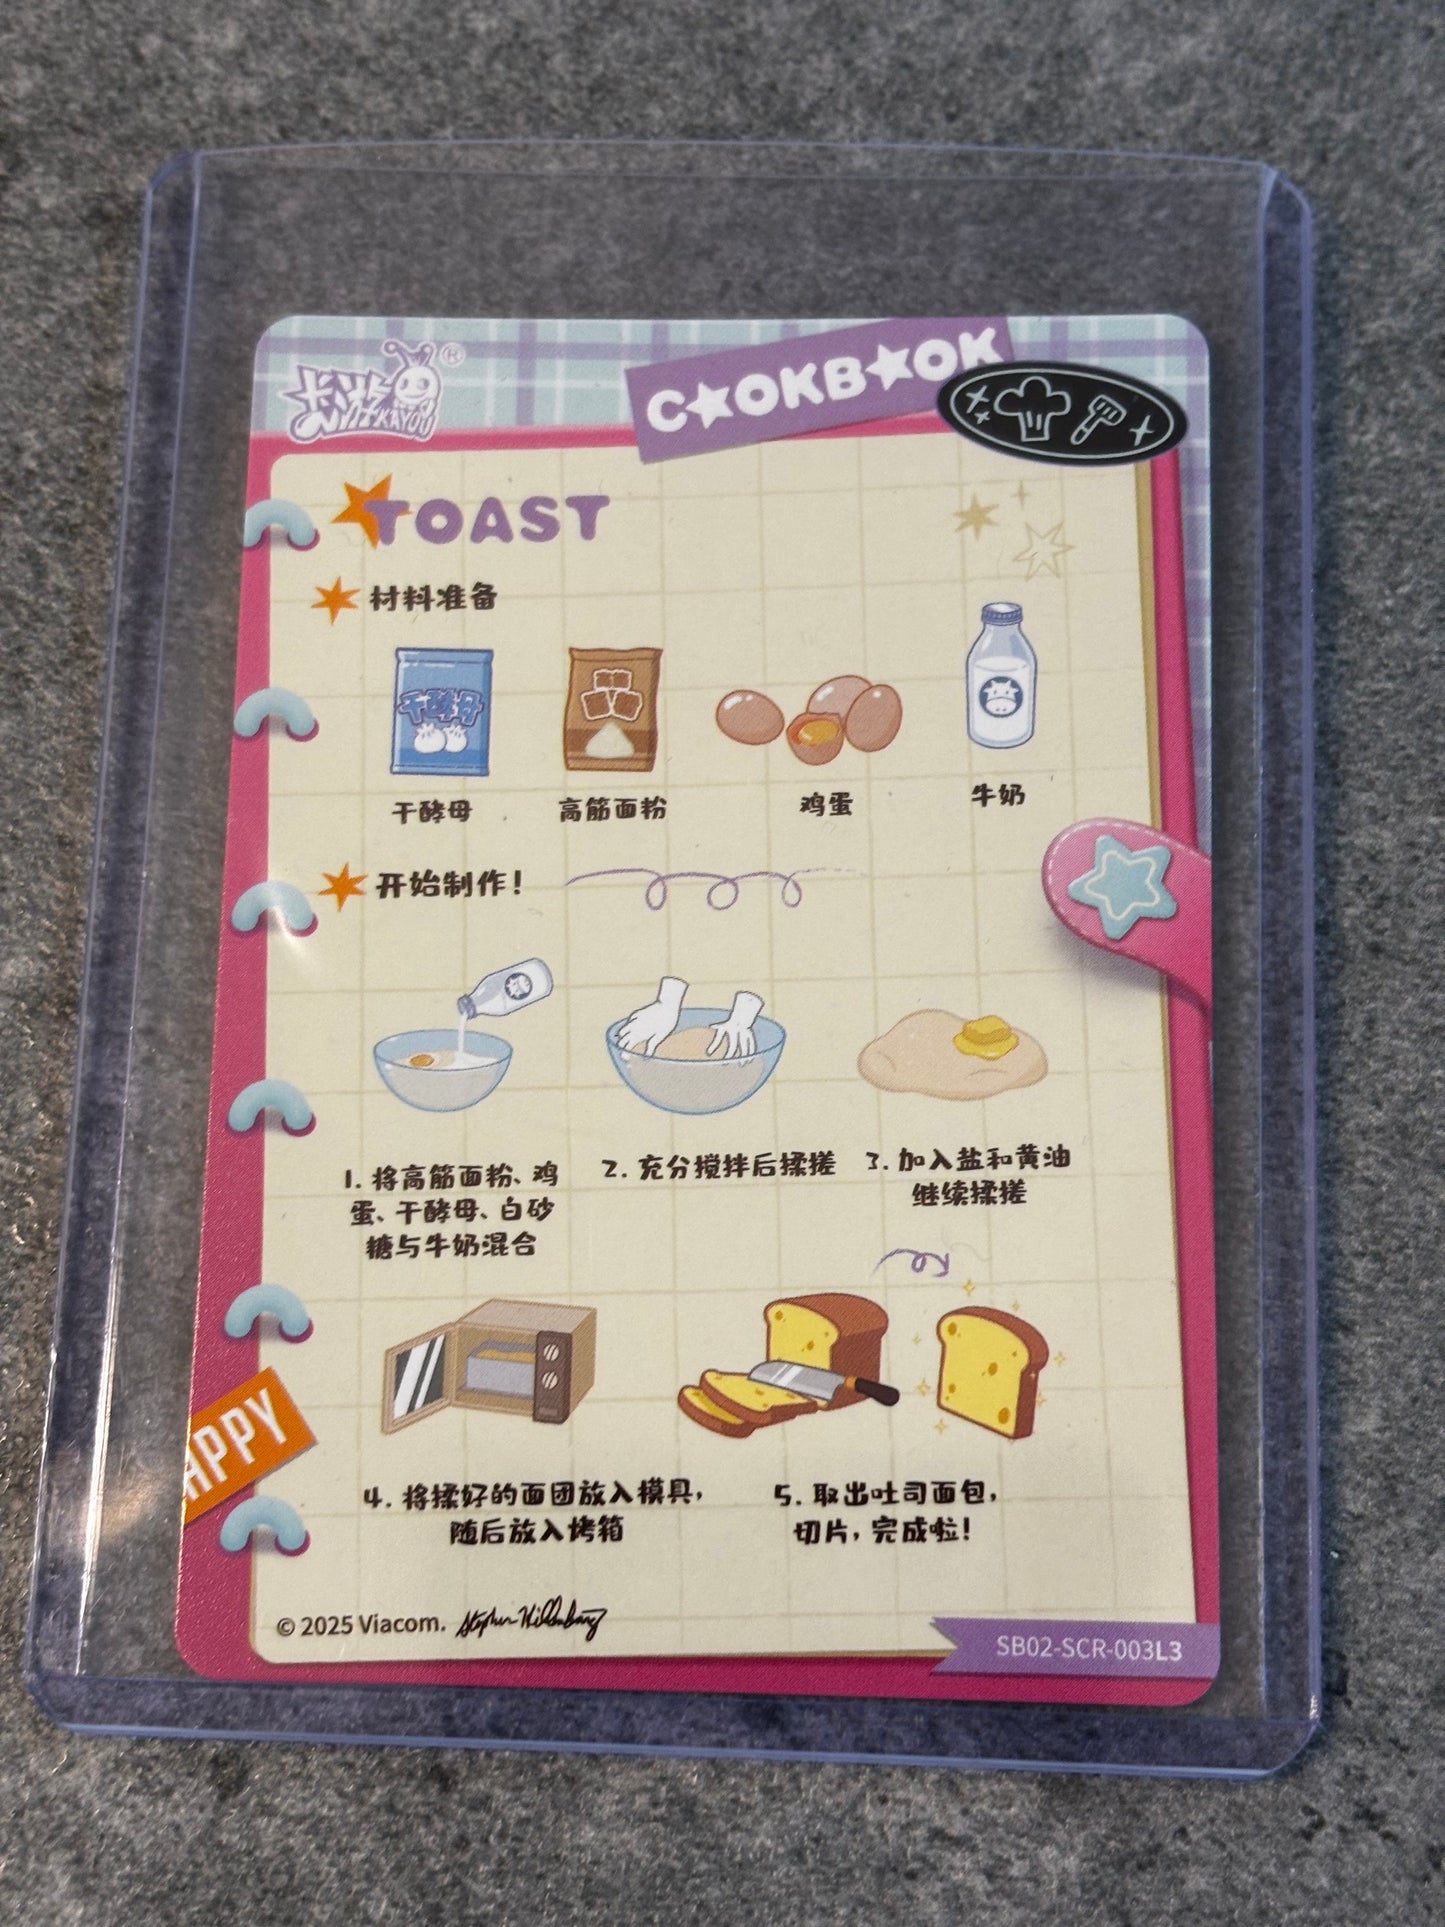 卡游 KAYOU ®
COOKBOOK
TOAST
材料准备
干酵母
干酵母
高筋面粉
鸡蛋
牛奶
开始制作!
1. 将高筋面粉、鸡
蛋、干酵母、白砂
糖与牛奶混合
2. 充分搅拌后揉搓
3. 加入盐和黄油
继续揉搓
4. 将揉好的面团放入模具,
随后放入烤箱
5. 取出吐司面包,
切片, 完成啦!
APPY
© 2025 Viacom. Stephen Hillenburg
SB02-SCR-003L3